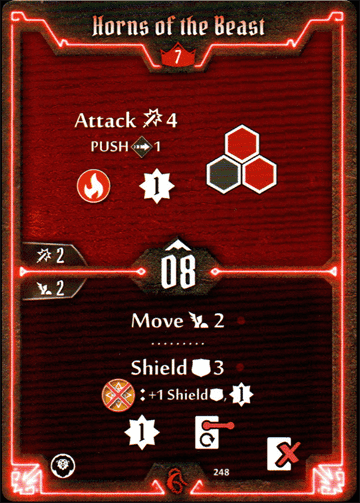 Horns of the Beast
7
Attack 4
PUSH 1
1
2
08
2
Move 2
Shield 3
: +1 Shield , 1
1
248